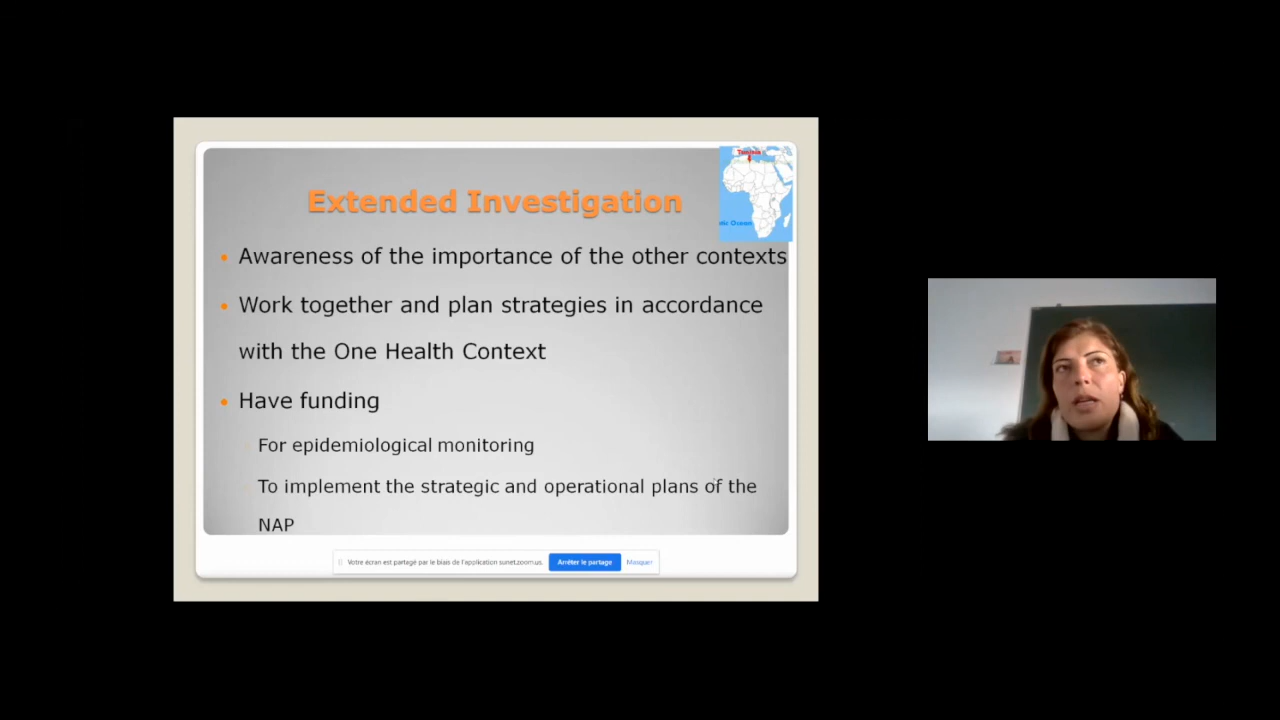 Extended Investigation
Tunisia
Awareness of the importance of the other contexts
Work together and plan strategies in accordance
with the One Health Context
Have funding
For epidemiological monitoring
To implement the strategic and operational plans of the
NAP
Votre écran est partagé par le biais de l'application sunet.zoom.us. Arrêter le partage Masquer